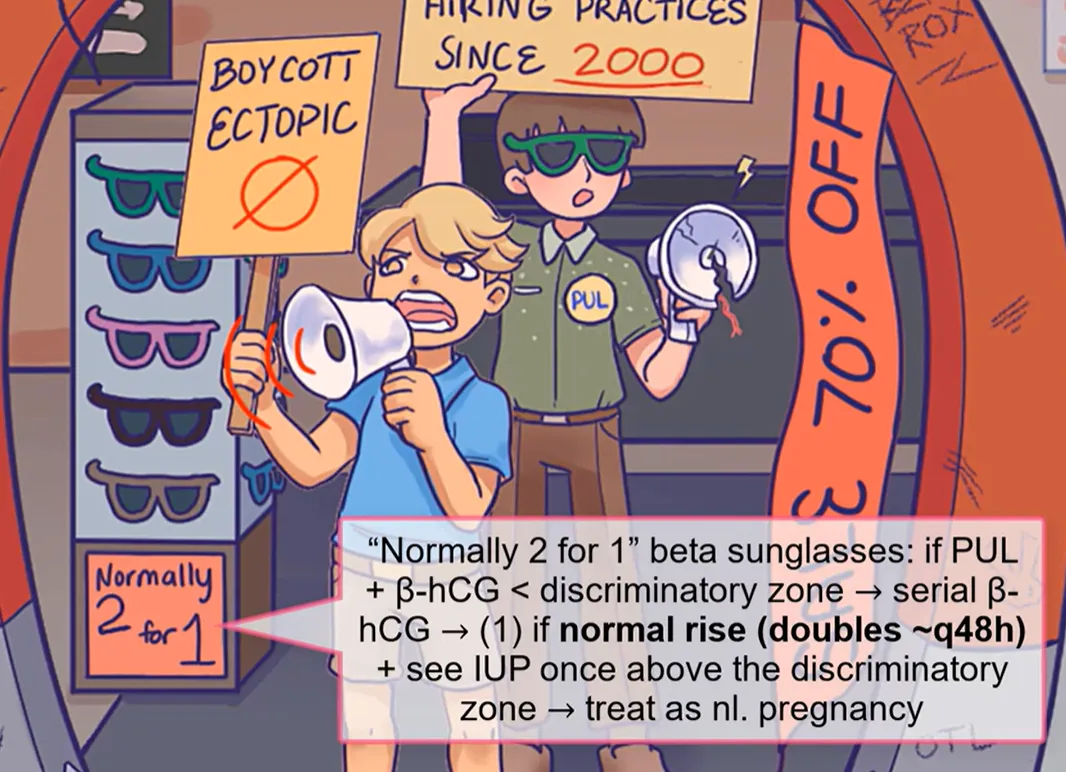 HIRING PRACTICES
SINCE 2000
BOYCOTT
ECTOPIC
PUL
70% OFF
ROX
N
Normally
2 for 1
“Normally 2 for 1” beta sunglasses: if PUL
+ β-hCG < discriminatory zone → serial β-
hCG → (1) if normal rise (doubles ~q48h)
+ see IUP once above the discriminatory
zone → treat as nl. pregnancy